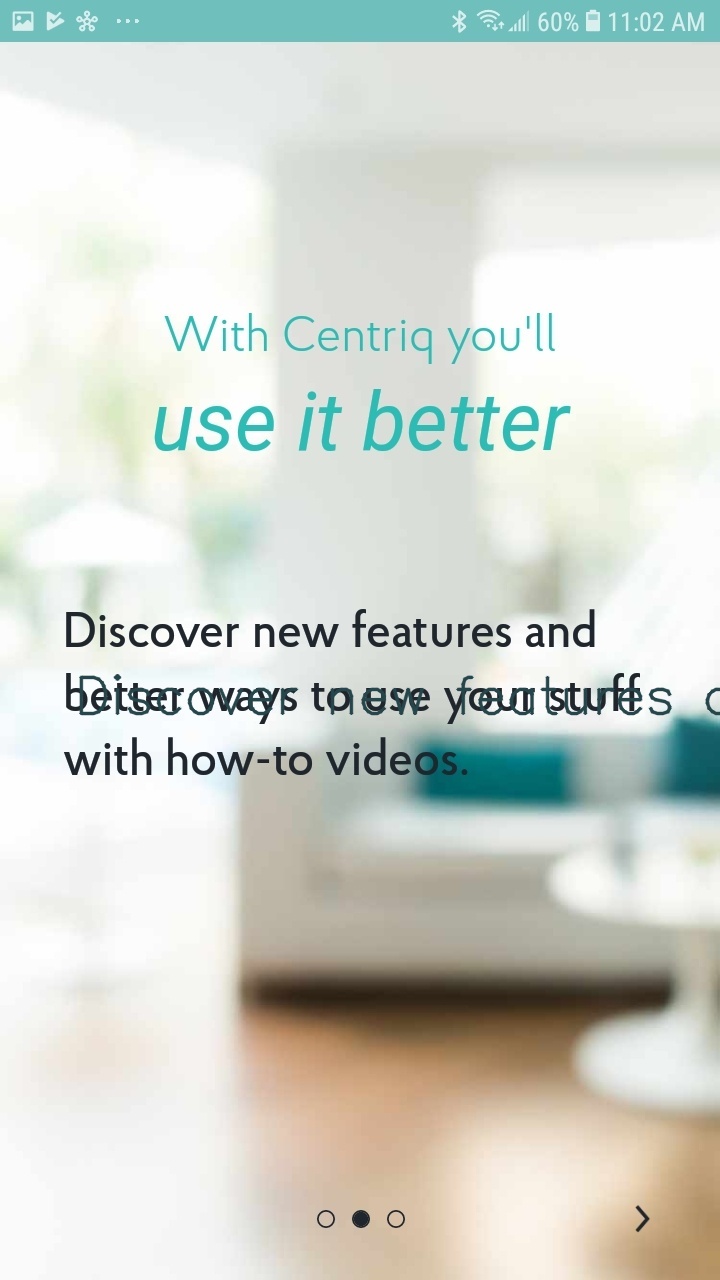 60% 11:02 AM
With Centriq you'll
use it better
Discover new features and
better ways to use your stuff
Discover new features
with how-to videos.